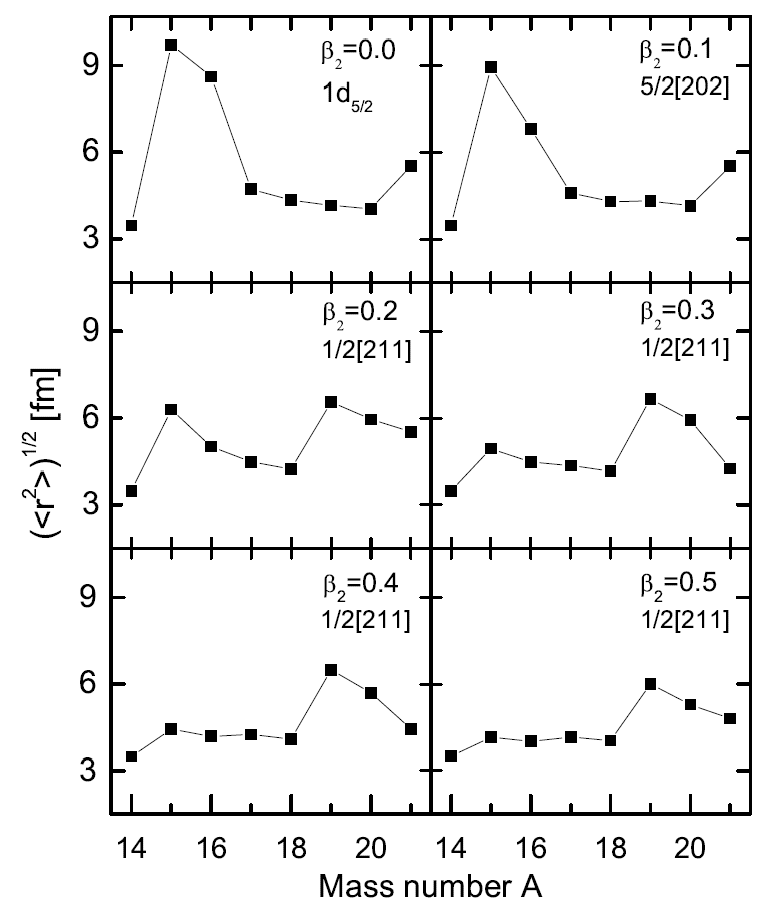 β₂=0.0
1d₅/₂
β₂=0.1
5/2[202]
9
6
3
β₂=0.2
1/2[211]
β₂=0.3
1/2[211]
9
6
3
(<r²>)¹/² [fm]
β₂=0.4
1/2[211]
β₂=0.5
1/2[211]
9
6
3
14 16 18 20 14 16 18 20
Mass number A